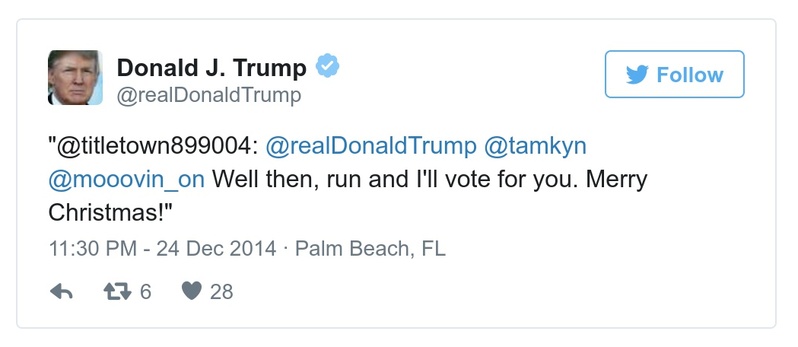 Donald J. Trump
Follow
@realDonaldTrump
"@titletown899004: @realDonaldTrump @tamkyn
@mooovin_on Well then, run and I'll vote for you. Merry
Christmas!"
11:30 PM - 24 Dec 2014 · Palm Beach, FL
6 28